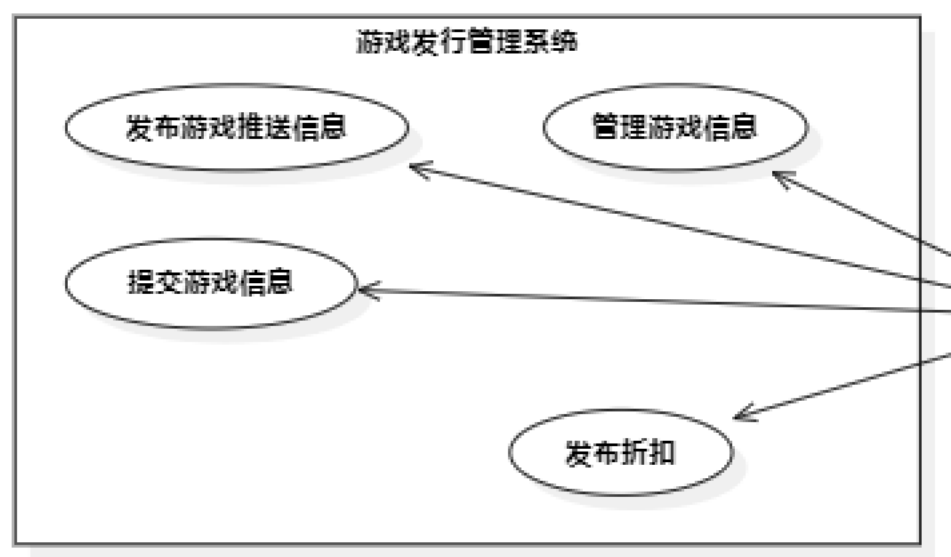 游戏发行管理系统
发布游戏推送信息
管理游戏信息
提交游戏信息
发布折扣